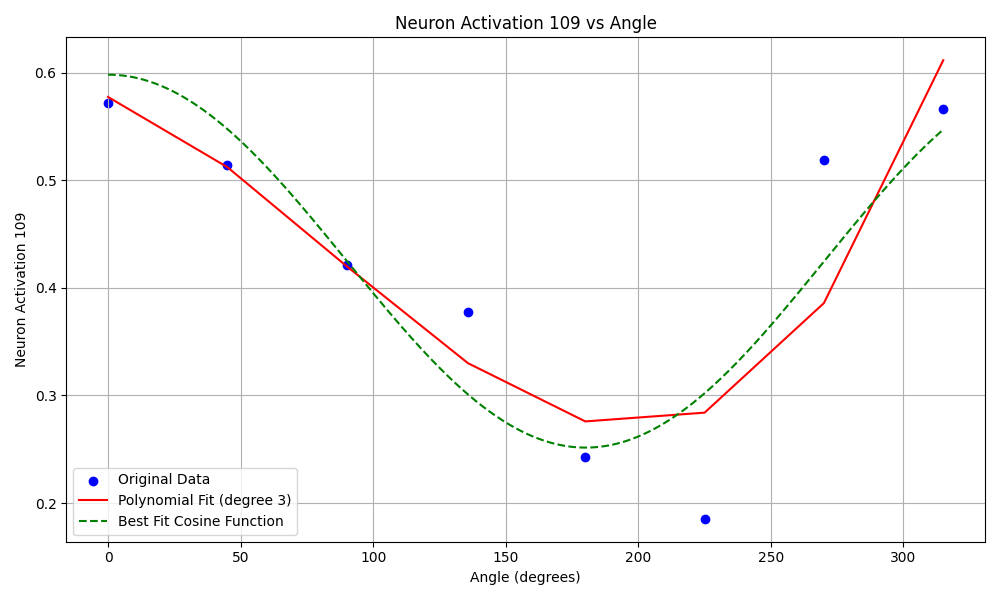 Neuron Activation 109 vs Angle
Neuron Activation 109
0.6
0.5
0.4
0.3
0.2
Original Data
Polynomial Fit (degree 3)
Best Fit Cosine Function
0 50 100 150 200 250 300
Angle (degrees)